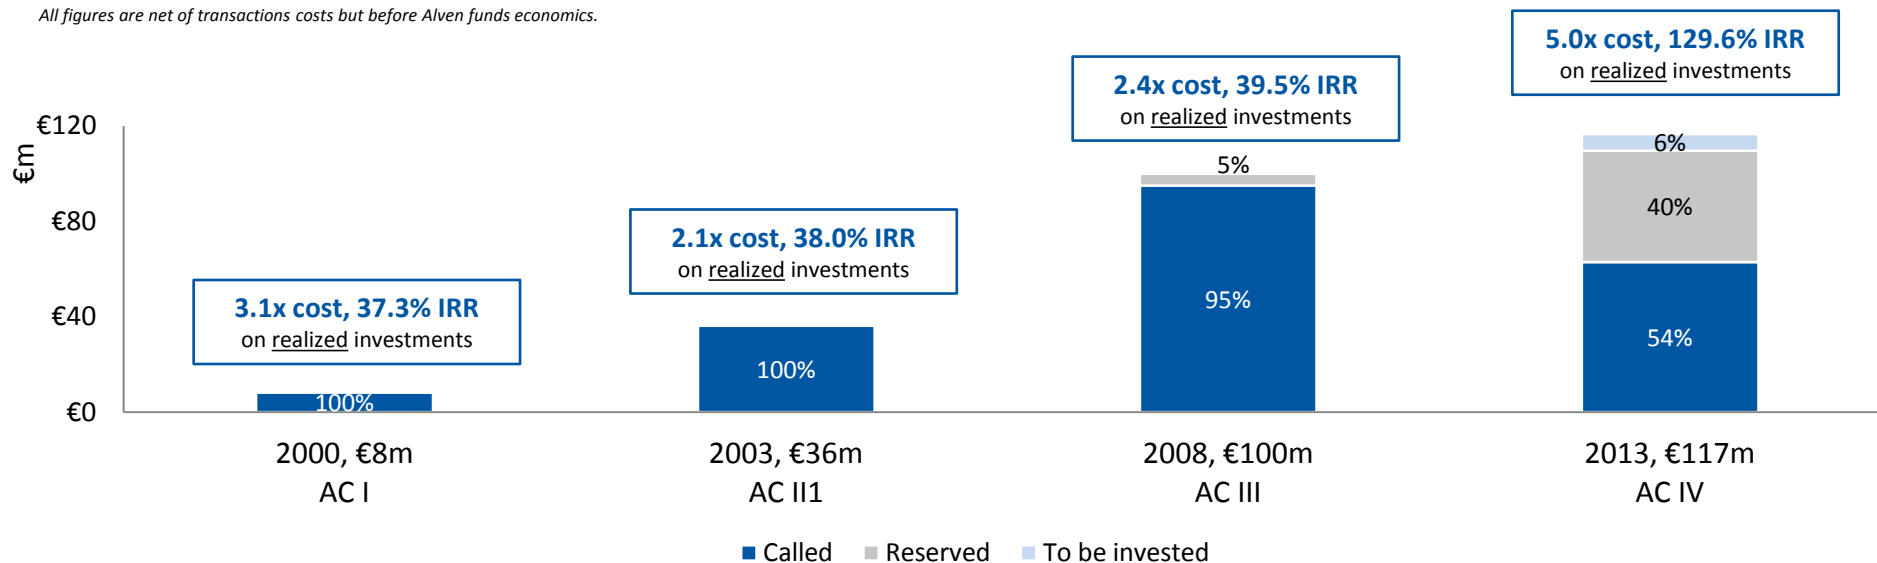 All figures are net of transactions costs but before Alven funds economics.
5.0x cost, 129.6% IRR
on realized investments
2.4x cost, 39.5% IRR
on realized investments
2.1x cost, 38.0% IRR
on realized investments
3.1x cost, 37.3% IRR
on realized investments
€m
€120
€80
€40
€0
100%
100%
5%
95%
6%
40%
54%
2000, €8m
AC I
2003, €36m
AC II1
2008, €100m
AC III
2013, €117m
AC IV
Called
Reserved
To be invested